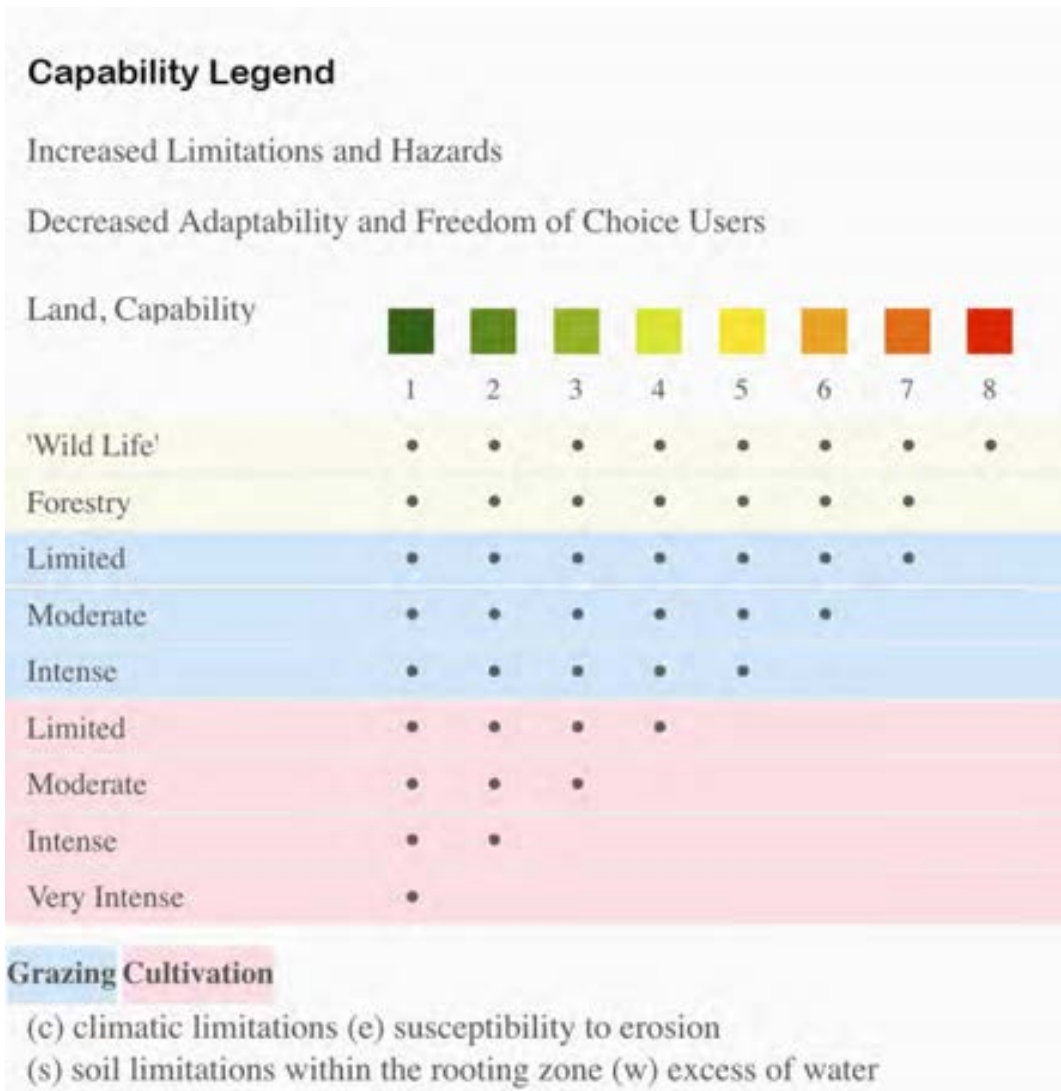 Capability Legend
Increased Limitations and Hazards
Decreased Adaptability and Freedom of Choice Users
Land, Capability
1 2 3 4 5 6 7 8
'Wild Life'
Forestry
Limited
Moderate
Intense
Limited
Moderate
Intense
Very Intense
Grazing Cultivation
(c) climatic limitations (e) susceptibility to erosion
(s) soil limitations within the rooting zone (w) excess of water